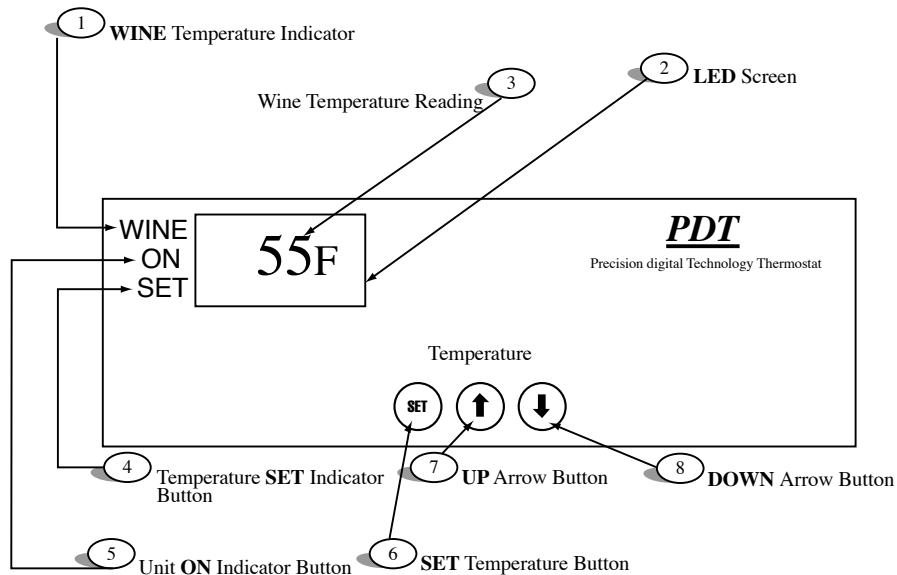 1
WINE Temperature Indicator
2
LED Screen
3
Wine Temperature Reading
WINE
ON
SET
55F
PDT
Precision digital Technology Thermostat
Temperature
SET
4
Temperature SET Indicator
Button
7
UP Arrow Button
8
DOWN Arrow Button
5
Unit ON Indicator Button
6
SET Temperature Button